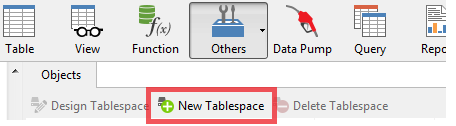 f(x)
Table View Function Others Data Pump Query
Objects
Design Tablespace New Tablespace Delete Tablespace